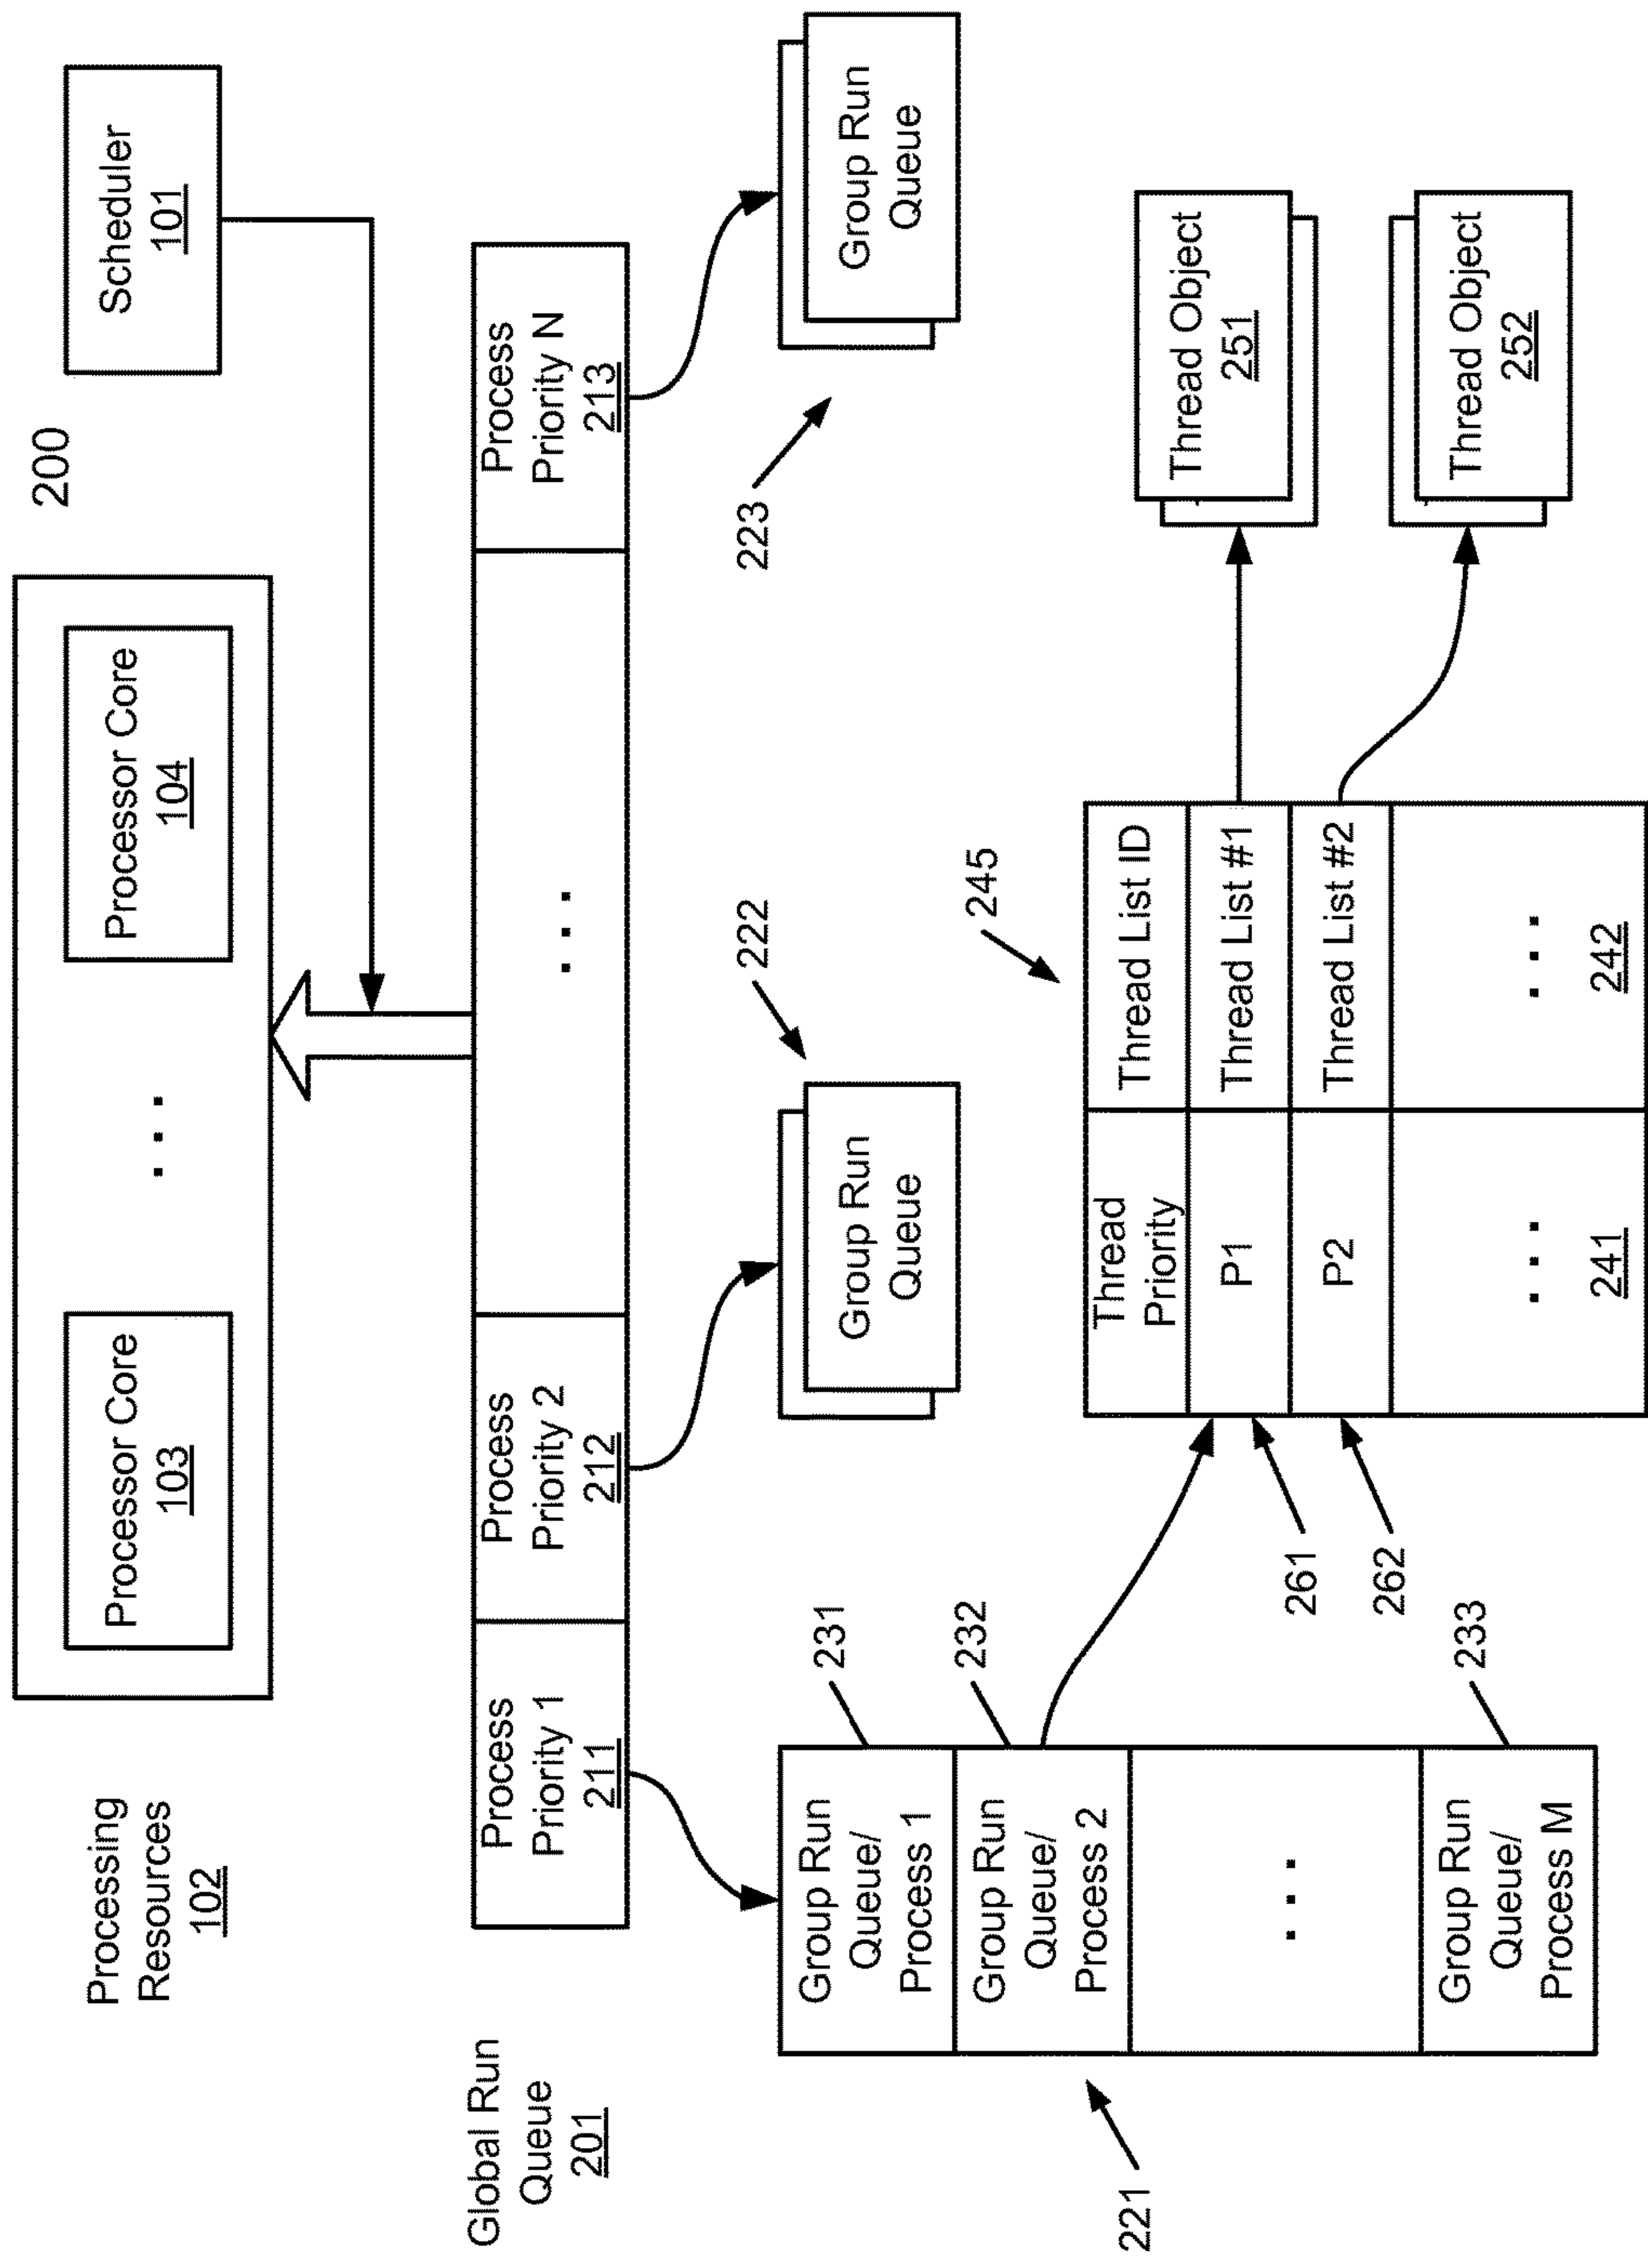 200
Processing
Resources
102
Processor Core
103
. . .
Processor Core
104
Scheduler
101
Global Run
Queue
201
Process
Priority 1
211
Process
Priority 2
212
. . .
Process
Priority N
213
221
Group Run
Queue/
Process 1
231
Group Run
Queue/
Process 2
232
. . .
Group Run
Queue/
Process M
233
Group Run
Queue
222
Group Run
Queue
223
245
Thread
Priority
Thread List ID
P1
Thread List #1
P2
Thread List #2
. . .
241
. . .
242
261
262
Thread Object
251
Thread Object
252